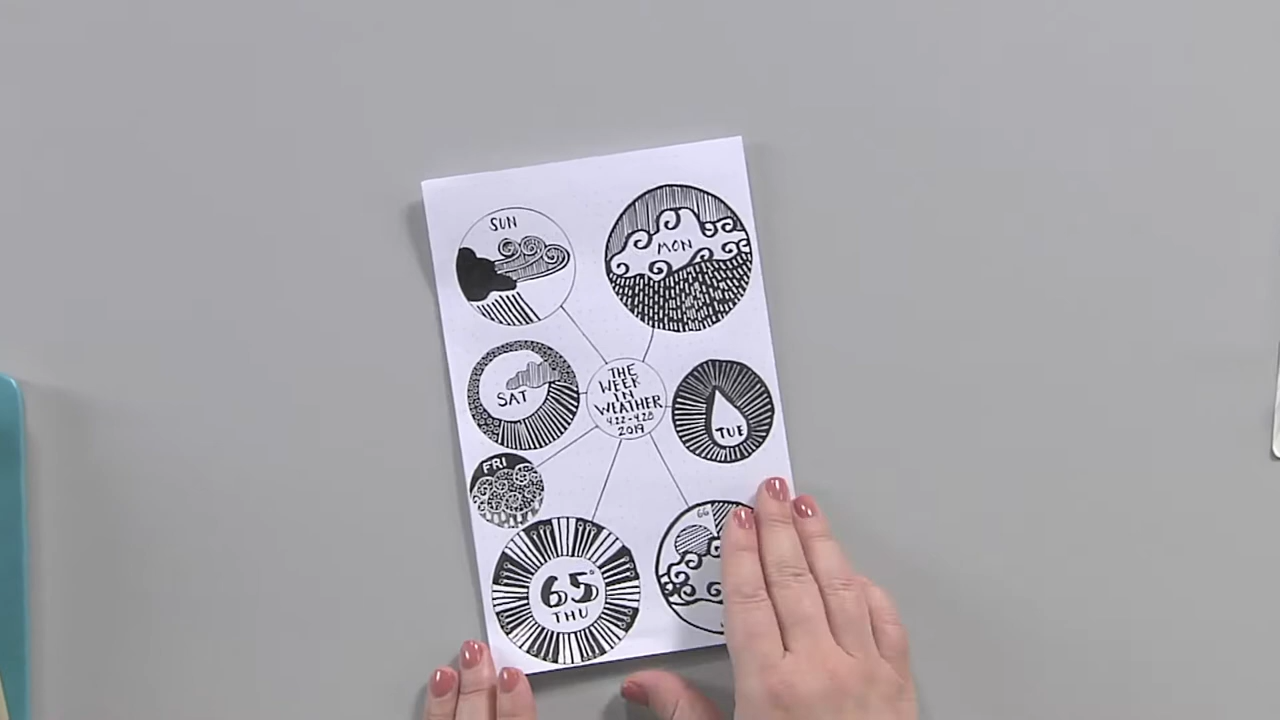 SUN
MON
SAT
THE
WEEK
IN
WEATHER
4.22-4.28
2019
TUE
FRI
66
65°
THU